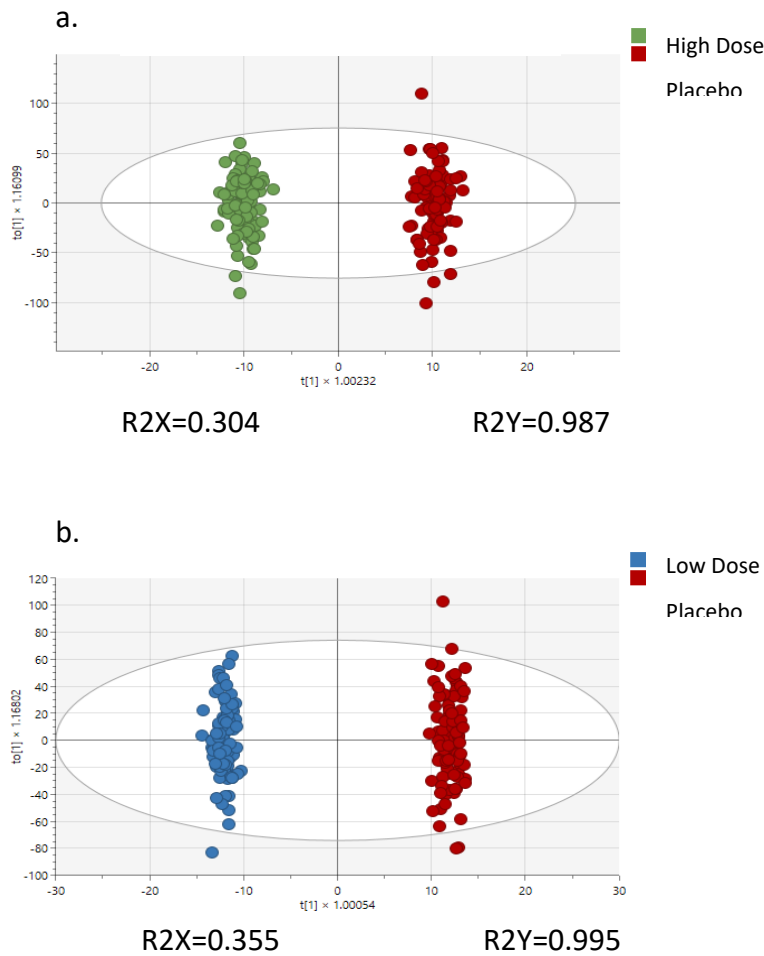 a.
High Dose
Placebo
100
50
0
-50
-100
to[1] × 1.16099
-20
-10
0
10
20
t[1] × 1.00232
R2X=0.304
R2Y=0.987
b.
Low Dose
Placebo
120
100
80
60
40
20
0
-20
-40
-60
-80
-100
to[1] × 1.16802
-30
-20
-10
0
10
20
30
t[1] × 1.00054
R2X=0.355
R2Y=0.995